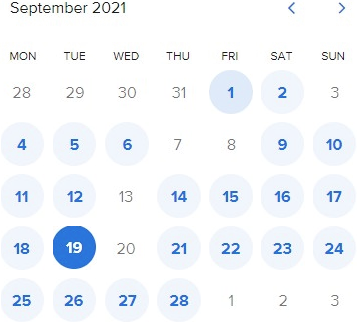 September 2021
MON TUE WED THU FRI SAT SUN
28 29 30 31 1 2 3
4 5 6 7 8 9 10
11 12 13 14 15 16 17
18 19 20 21 22 23 24
25 26 27 28 1 2 3